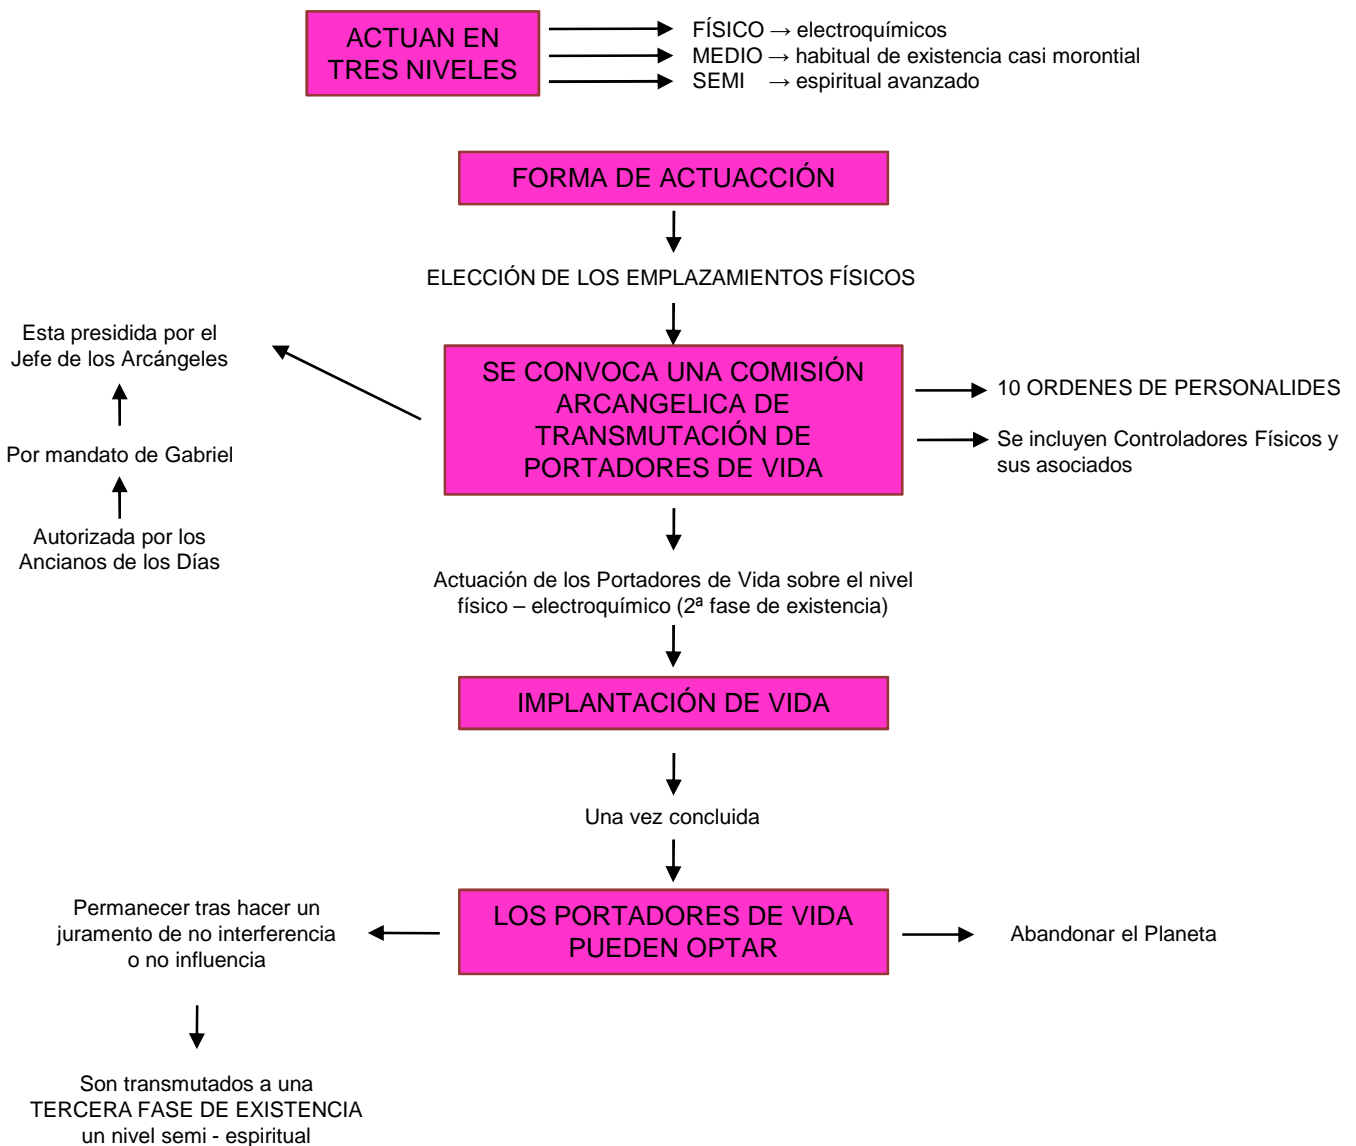 ACTUAN EN
TRES NIVELES
FÍSICO → electroquímicos
MEDIO → habitual de existencia casi morontial
SEMI → espiritual avanzado
FORMA DE ACTUACCIÓN
ELECCIÓN DE LOS EMPLAZAMIENTOS FÍSICOS
Esta presidida por el
Jefe de los Arcángeles
Por mandato de Gabriel
Autorizada por los
Ancianos de los Días
SE CONVOCA UNA COMISIÓN
ARCANGELICA DE
TRANSMUTACIÓN DE
PORTADORES DE VIDA
10 ORDENES DE PERSONALIDES
Se incluyen Controladores Físicos y
sus asociados
Actuación de los Portadores de Vida sobre el nivel
físico – electroquímico (2ª fase de existencia)
IMPLANTACIÓN DE VIDA
Una vez concluida
LOS PORTADORES DE VIDA
PUEDEN OPTAR
Permanecer tras hacer un
juramento de no interferencia
o no influencia
Abandonar el Planeta
Son transmutados a una
TERCERA FASE DE EXISTENCIA
un nivel semi - espiritual